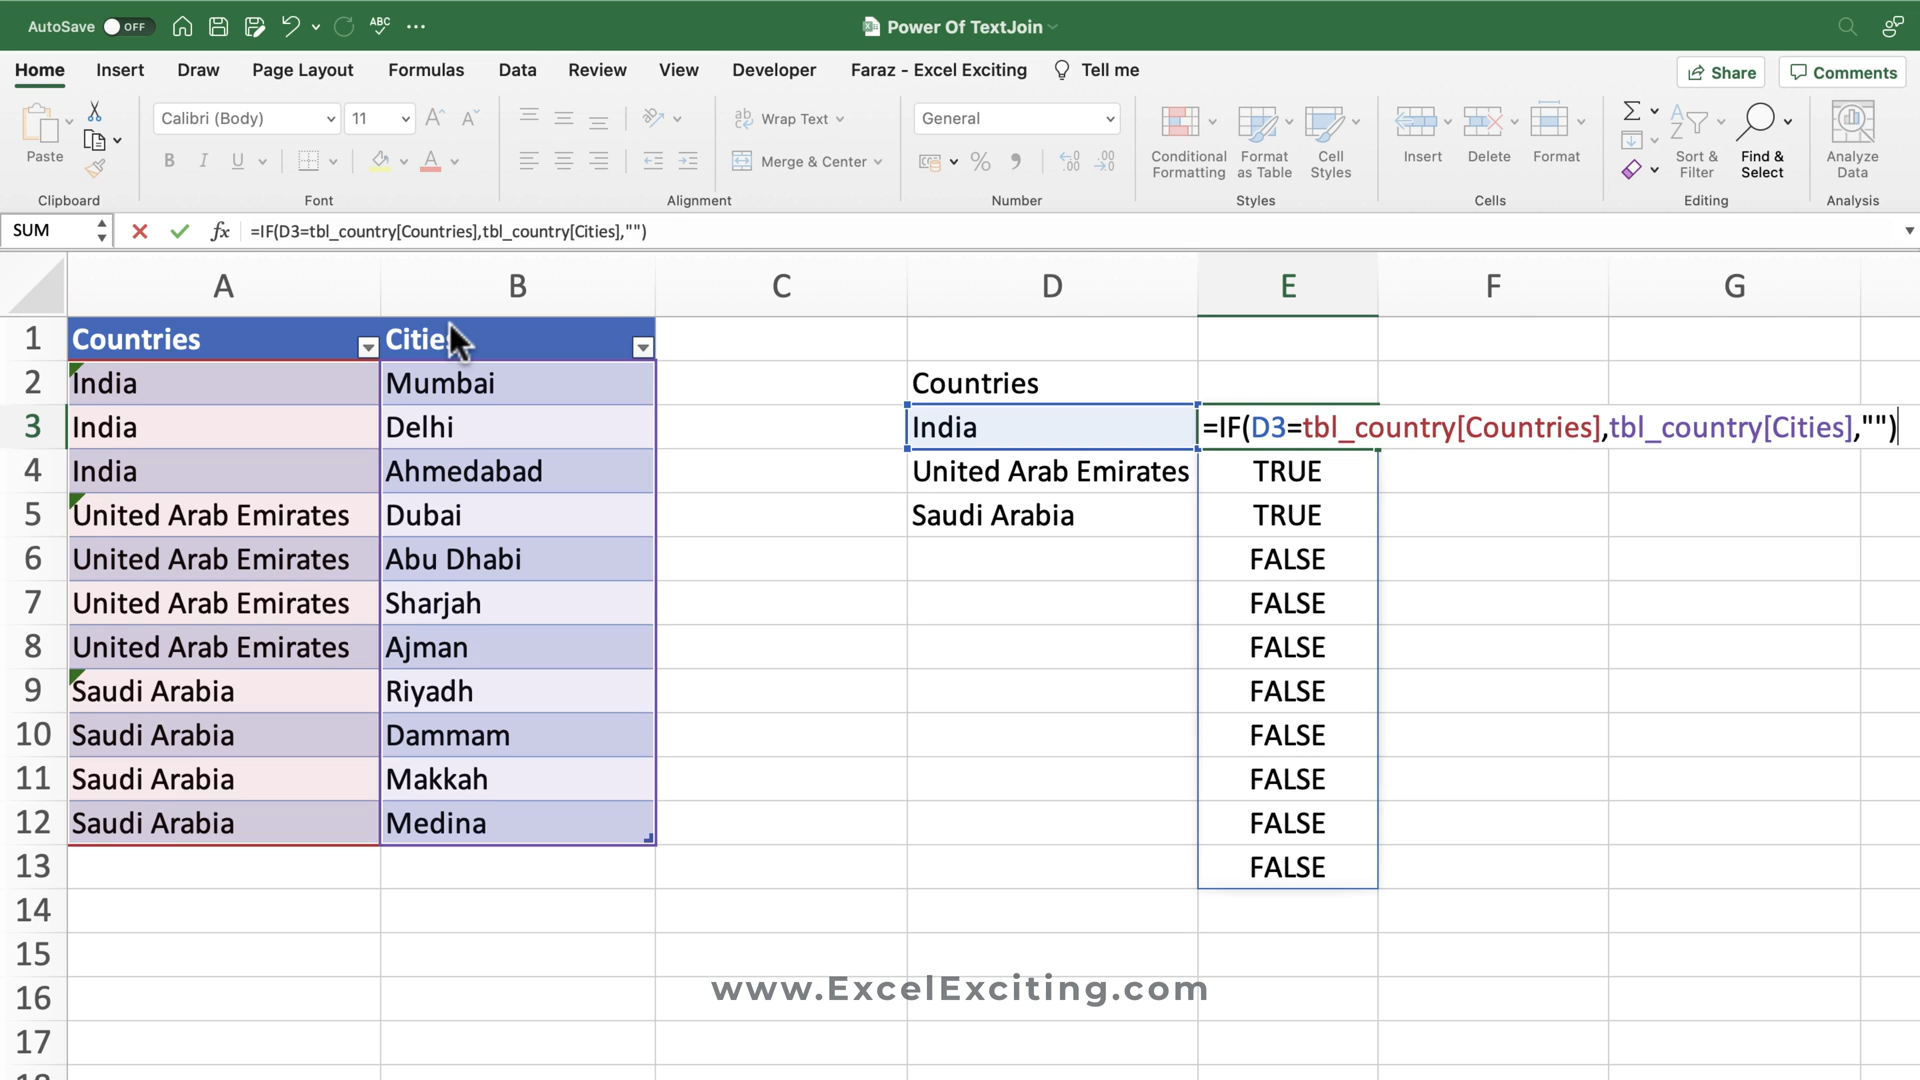 AutoSave OFF ABC Power Of TextJoin
Home Insert Draw Page Layout Formulas Data Review View Developer Faraz - Excel Exciting Tell me Share Comments
Calibri (Body) 11 A^ A˅ ab Wrap Text General Σ
Paste B I U A Merge & Center % 9 Conditional Formatting Format as Table Cell Styles Insert Delete Format Sort & Filter Find & Select Analyze Data
Clipboard Font Alignment Number Styles Cells Editing Analysis
SUM fx =IF(D3=tbl_country[Countries],tbl_country[Cities],"")
A B C D E F G
1 Countries Cities
2 India Mumbai Countries
3 India Delhi India =IF(D3=tbl_country[Countries],tbl_country[Cities],"")
4 India Ahmedabad United Arab Emirates TRUE
5 United Arab Emirates Dubai Saudi Arabia TRUE
6 United Arab Emirates Abu Dhabi FALSE
7 United Arab Emirates Sharjah FALSE
8 United Arab Emirates Ajman FALSE
9 Saudi Arabia Riyadh FALSE
10 Saudi Arabia Dammam FALSE
11 Saudi Arabia Makkah FALSE
12 Saudi Arabia Medina FALSE
13 FALSE
14
15
16 www.ExcelExciting.com
17